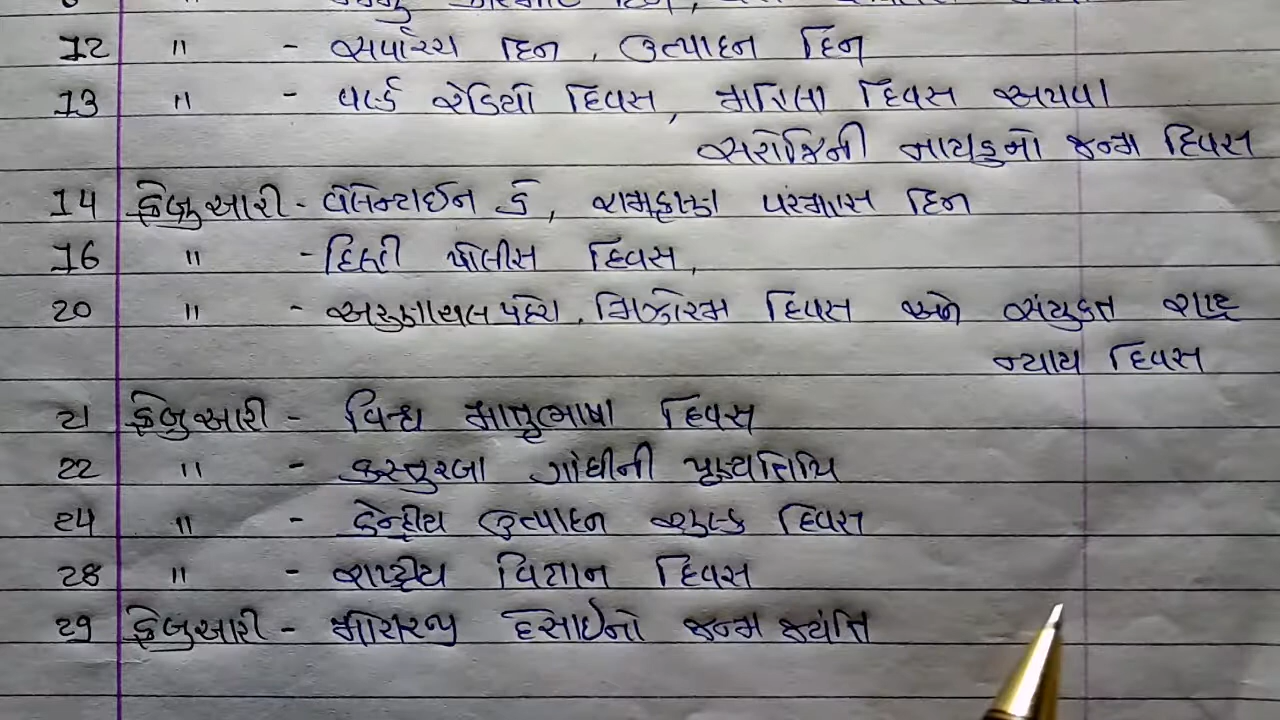 12 " - સર્પારંય દિન, ઉત્પાદન દિન
13 " - વર્લ્ડ રેડિયો દિવસ, મહિલા દિવસ અથવા
સરોજિની નાયડુનો જન્મ દિવસ
14 ફેબ્રુઆરી - વેલેન્ટાઈન ડે, રામકૃષ્ણ પરમહંસ દિન
16 " - દિલ્હી પોલીસ દિવસ,
20 " - અરુણાચલ પ્રદેશ, મિઝોરમ દિવસ અને સંયુક્ત રાષ્ટ્ર
ન્યાય દિવસ
21 ફેબ્રુઆરી - વિશ્વ માતૃભાષા દિવસ
22 " - કસ્તુરબા ગાંધીની પૂણ્યતિથિ
24 " - કેન્દ્રીય ઉત્પાદન શુલ્ક દિવસ
28 " - રાષ્ટ્રીય વિજ્ઞાન દિવસ
29 ફેબ્રુઆરી - મોરારજી દેસાઈનો જન્મ જયંતિ